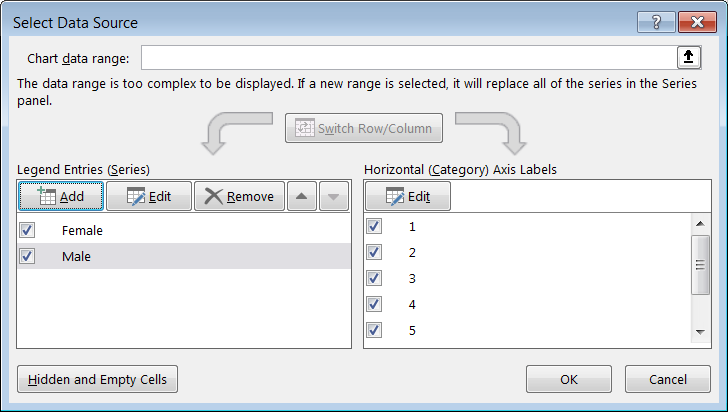 Select Data Source
Chart data range:
The data range is too complex to be displayed. If a new range is selected, it will replace all of the series in the Series
panel.
Switch Row/Column
Legend Entries (Series)
Add Edit Remove
Female
Male
Horizontal (Category) Axis Labels
Edit
1
2
3
4
5
Hidden and Empty Cells
OK Cancel